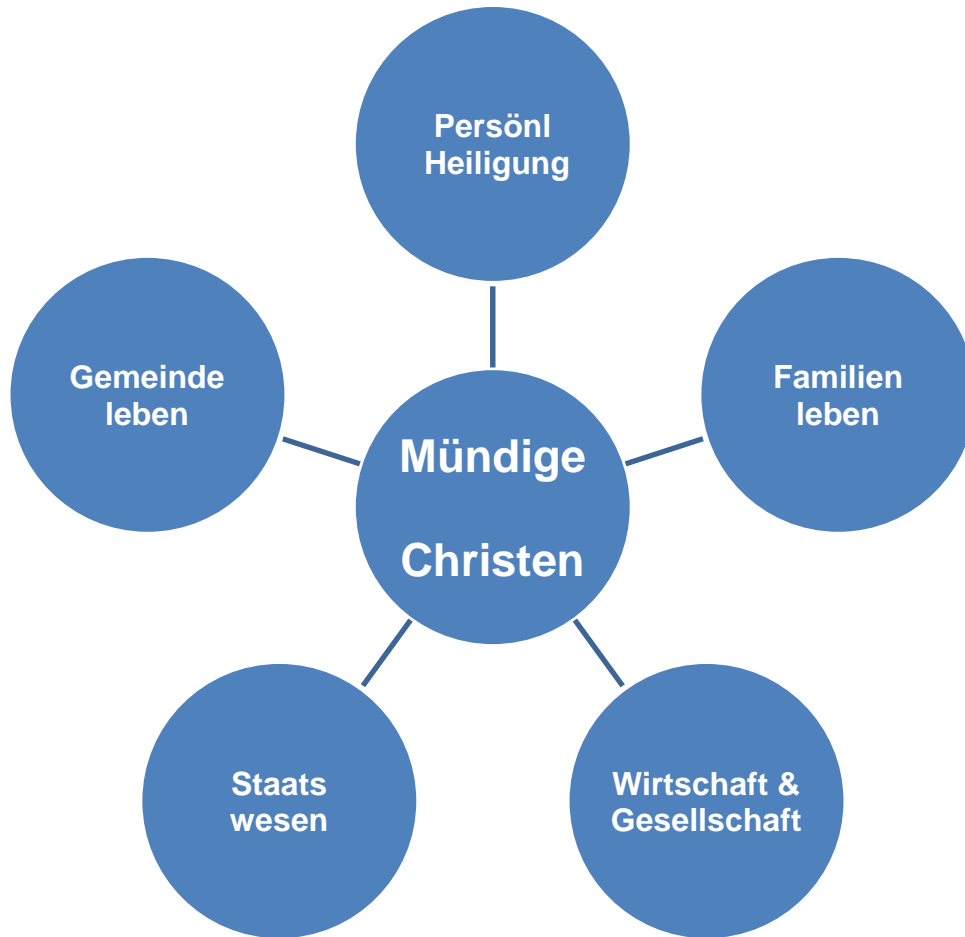 Persönl
Heiligung
Gemeinde
leben
Familien
leben
Mündige
Christen
Staats
wesen
Wirtschaft &
Gesellschaft